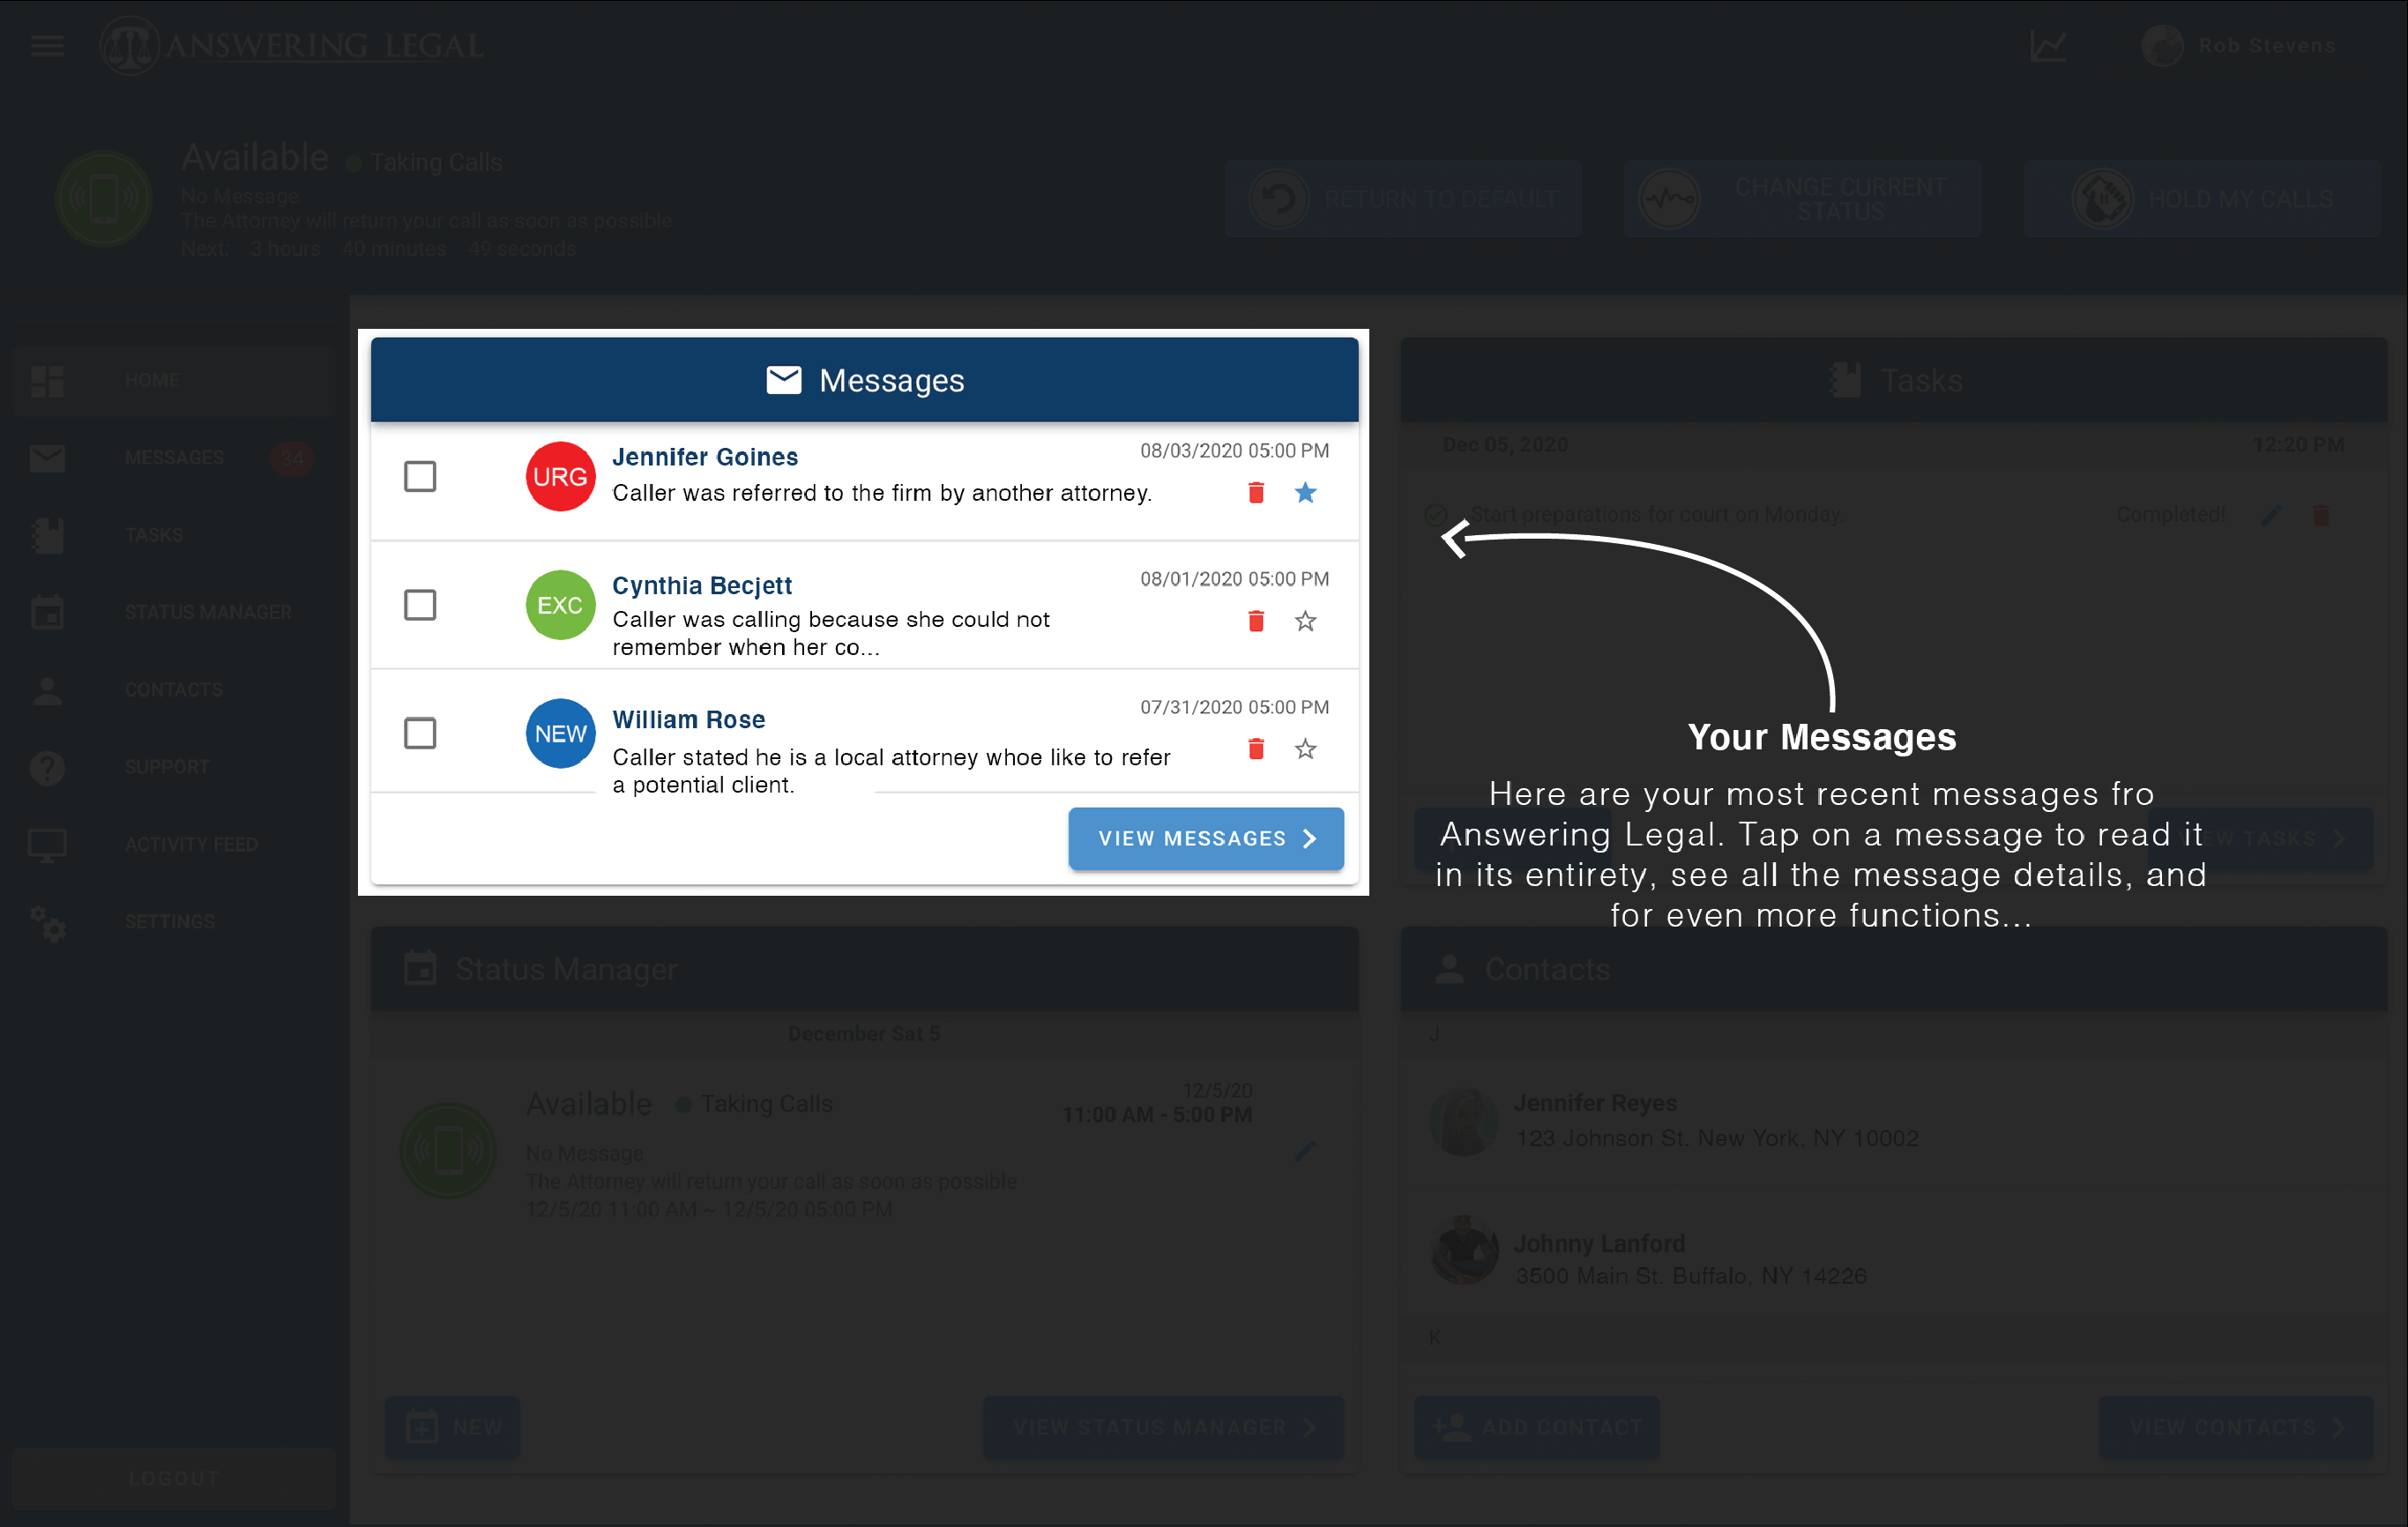 ANSWERING LEGAL
Rob Stevens
Available
Taking Calls
No Message
The Attorney will return your call as soon as possible
Next: 3 hours 40 minutes 49 seconds
RETURN TO DEFAULT
CHANGE CURRENT
STATUS
HOLD MY CALLS
HOME
MESSAGES 34
TASKS
STATUS MANAGER
CONTACTS
SUPPORT
ACTIVITY FEED
SETTINGS
LOGOUT
Messages
URG
Jennifer Goines
08/03/2020 05:00 PM
Caller was referred to the firm by another attorney.
EXC
Cynthia Becjett
08/01/2020 05:00 PM
Caller was calling because she could not
remember when her co...
NEW
William Rose
07/31/2020 05:00 PM
Caller stated he is a local attorney whoe like to refer
a potential client.
VIEW MESSAGES
Tasks
Dec 05, 2020
12:20 PM
Start preparations for court on Monday.
Completed!
VIEW TASKS
Your Messages
Here are your most recent messages fro
Answering Legal. Tap on a message to read it
in its entirety, see all the message details, and
for even more functions...
Status Manager
December Sat 5
Available
Taking Calls
12/5/20
11:00 AM - 5:00 PM
No Message
The Attorney will return your call as soon as possible
12/5/20 11:00 AM ~ 12/5/20 05:00 PM
NEW
VIEW STATUS MANAGER
Contacts
J
Jennifer Reyes
123 Johnson St. New York, NY 10002
Johnny Lanford
3500 Main St. Buffalo, NY 14226
K
ADD CONTACT
VIEW CONTACTS